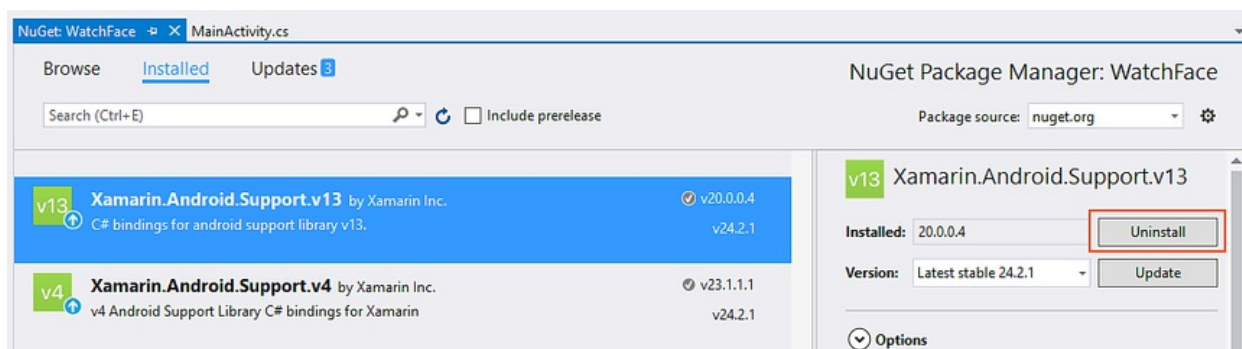 NuGet: WatchFace MainActivity.cs
Browse Installed Updates 3
NuGet Package Manager: WatchFace
Search (Ctrl+E) Include prerelease
Package source: nuget.org
v13 Xamarin.Android.Support.v13 by Xamarin Inc. v20.0.0.4
C# bindings for android support library v13. v24.2.1
v4 Xamarin.Android.Support.v4 by Xamarin Inc. v23.1.1.1
v4 Android Support Library C# bindings for Xamarin v24.2.1
v13 Xamarin.Android.Support.v13
Installed: 20.0.0.4 Uninstall
Version: Latest stable 24.2.1 Update
Options